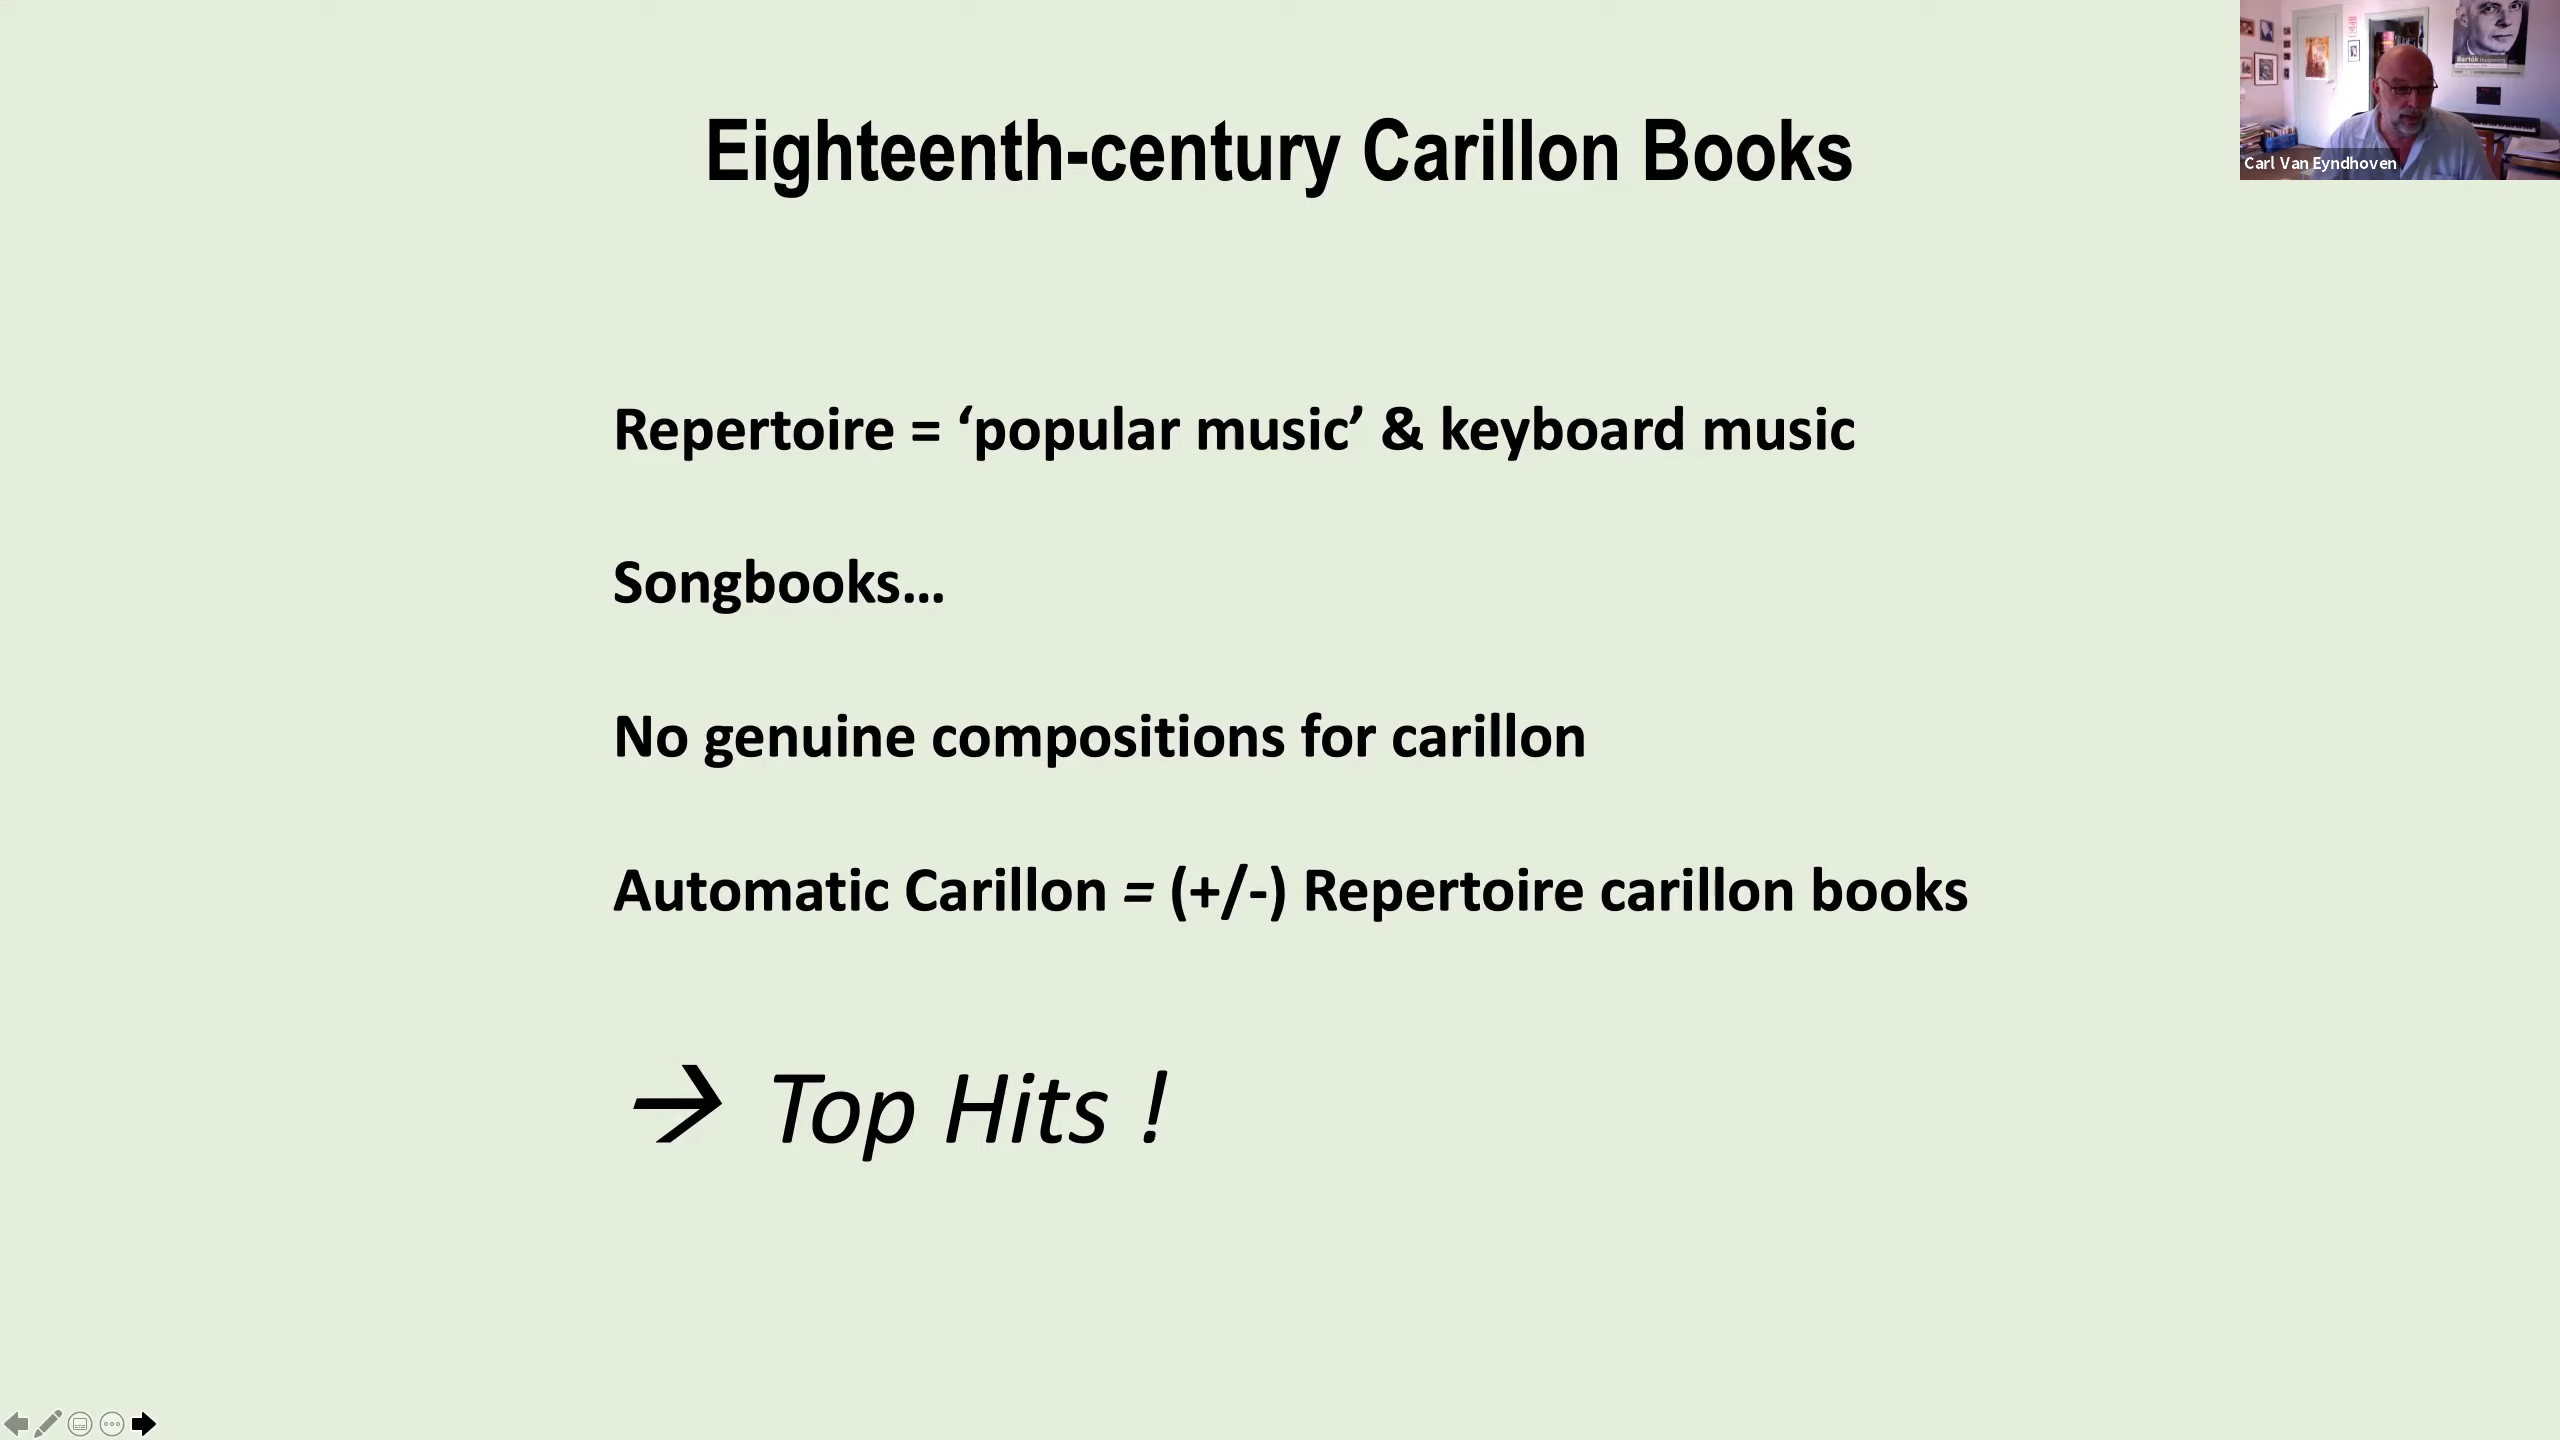 Eighteenth-century Carillon Books
Bartók
Carl Van Eyndhoven
Repertoire = ‘popular music’ & keyboard music
Songbooks…
No genuine compositions for carillon
Automatic Carillon = (+/-) Repertoire carillon books
→ Top Hits !